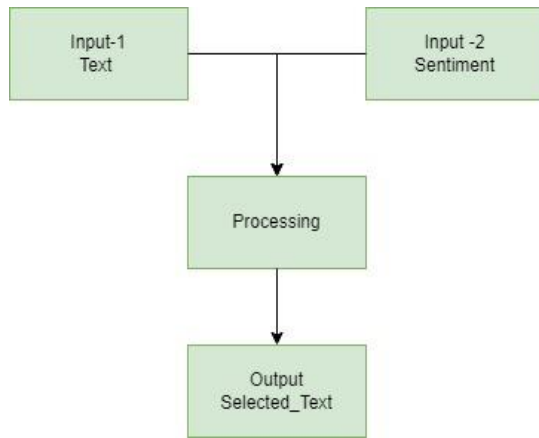 Input-1
Text
Input -2
Sentiment
Processing
Output
Selected_Text